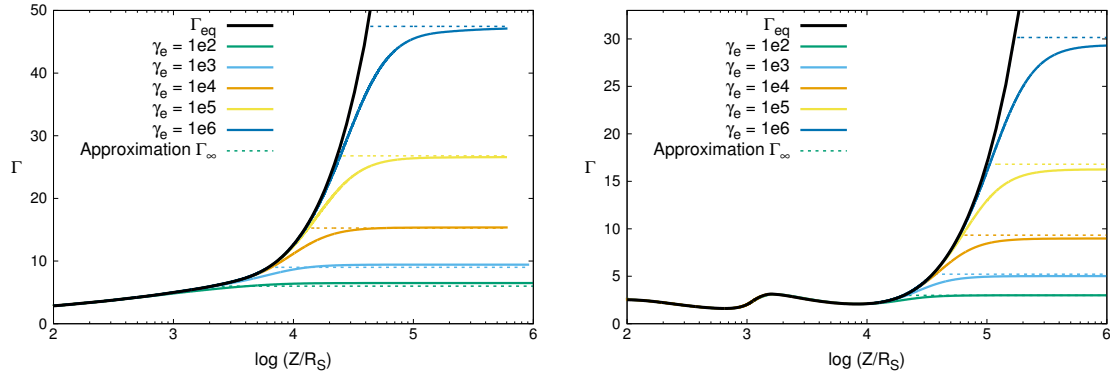 50
40
30
20
10
0
Γ
Γeq
γe = 1e2
γe = 1e3
γe = 1e4
γe = 1e5
γe = 1e6
Approximation Γ∞
2 3 4 5 6
log (Z/RS)
30
25
20
15
10
5
0
Γ
Γeq
γe = 1e2
γe = 1e3
γe = 1e4
γe = 1e5
γe = 1e6
Approximation Γ∞
2 3 4 5 6
log (Z/RS)